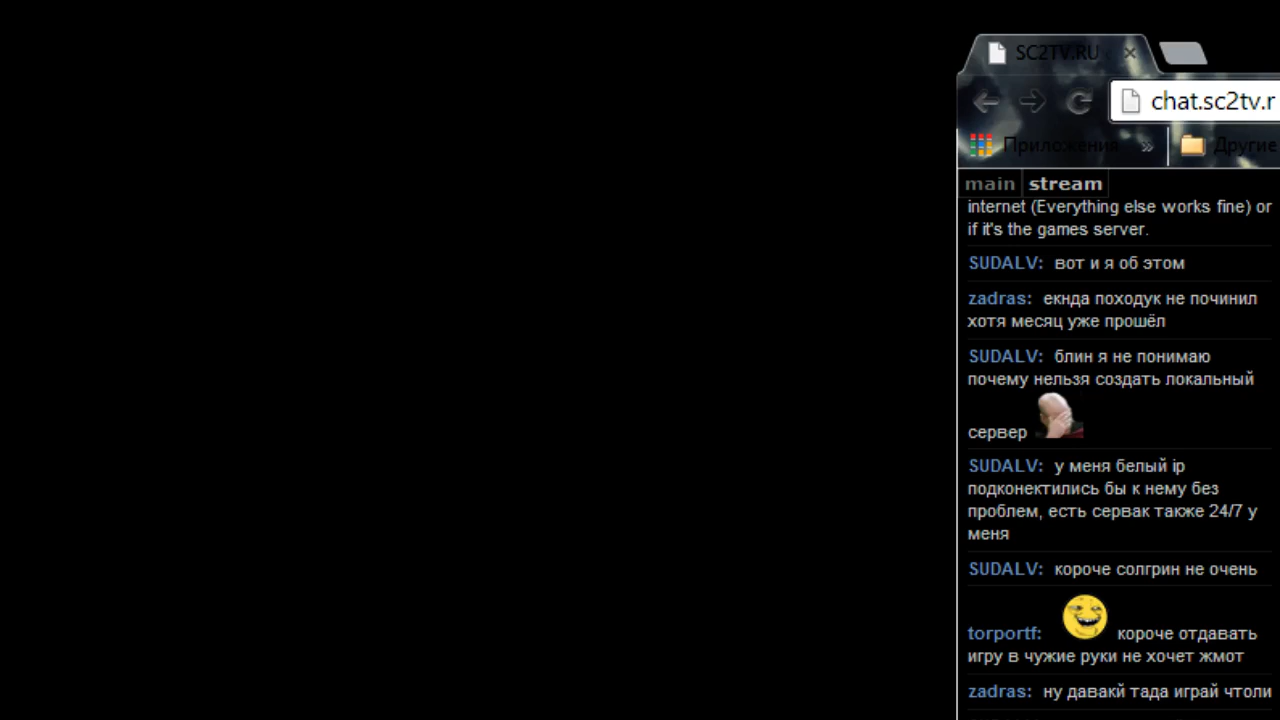 SC2TV.RU
chat.sc2tv.r
Приложения »
Другие
main stream
internet (Everything else works fine) or
if it's the games server.
SUDALV: вот и я об этом
zadras: екнда походук не починил
хотя месяц уже прошёл
SUDALV: блин я не понимаю
почему нельзя создать локальный
сервер
SUDALV: у меня белый ip
подконектились бы к нему без
проблем, есть сервак также 24/7 у
меня
SUDALV: короче солгрин не очень
torportf: короче отдавать
игру в чужие руки не хочет жмот
zadras: ну давакй тада играй чтоли